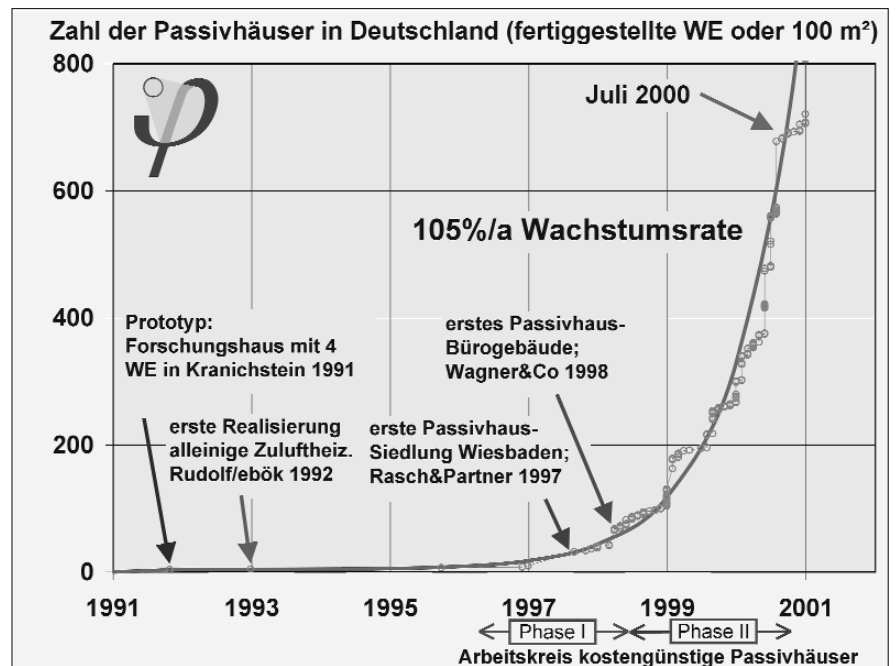 Zahl der Passivhäuser in Deutschland (fertiggestellte WE oder 100 m²)
800
600
400
200
0
Juli 2000
105%/a Wachstumsrate
Prototyp:
Forschungshaus mit 4
WE in Kranichstein 1991
erste Realisierung
alleinige Zuluftheiz.
Rudolf/ebök 1992
erstes Passivhaus-
Bürogebäude;
Wagner&Co 1998
erste Passivhaus-
Siedlung Wiesbaden;
Rasch&Partner 1997
1991 1993 1995 1997 1999 2001
Phase I Phase II
Arbeitskreis kostengünstige Passivhäuser